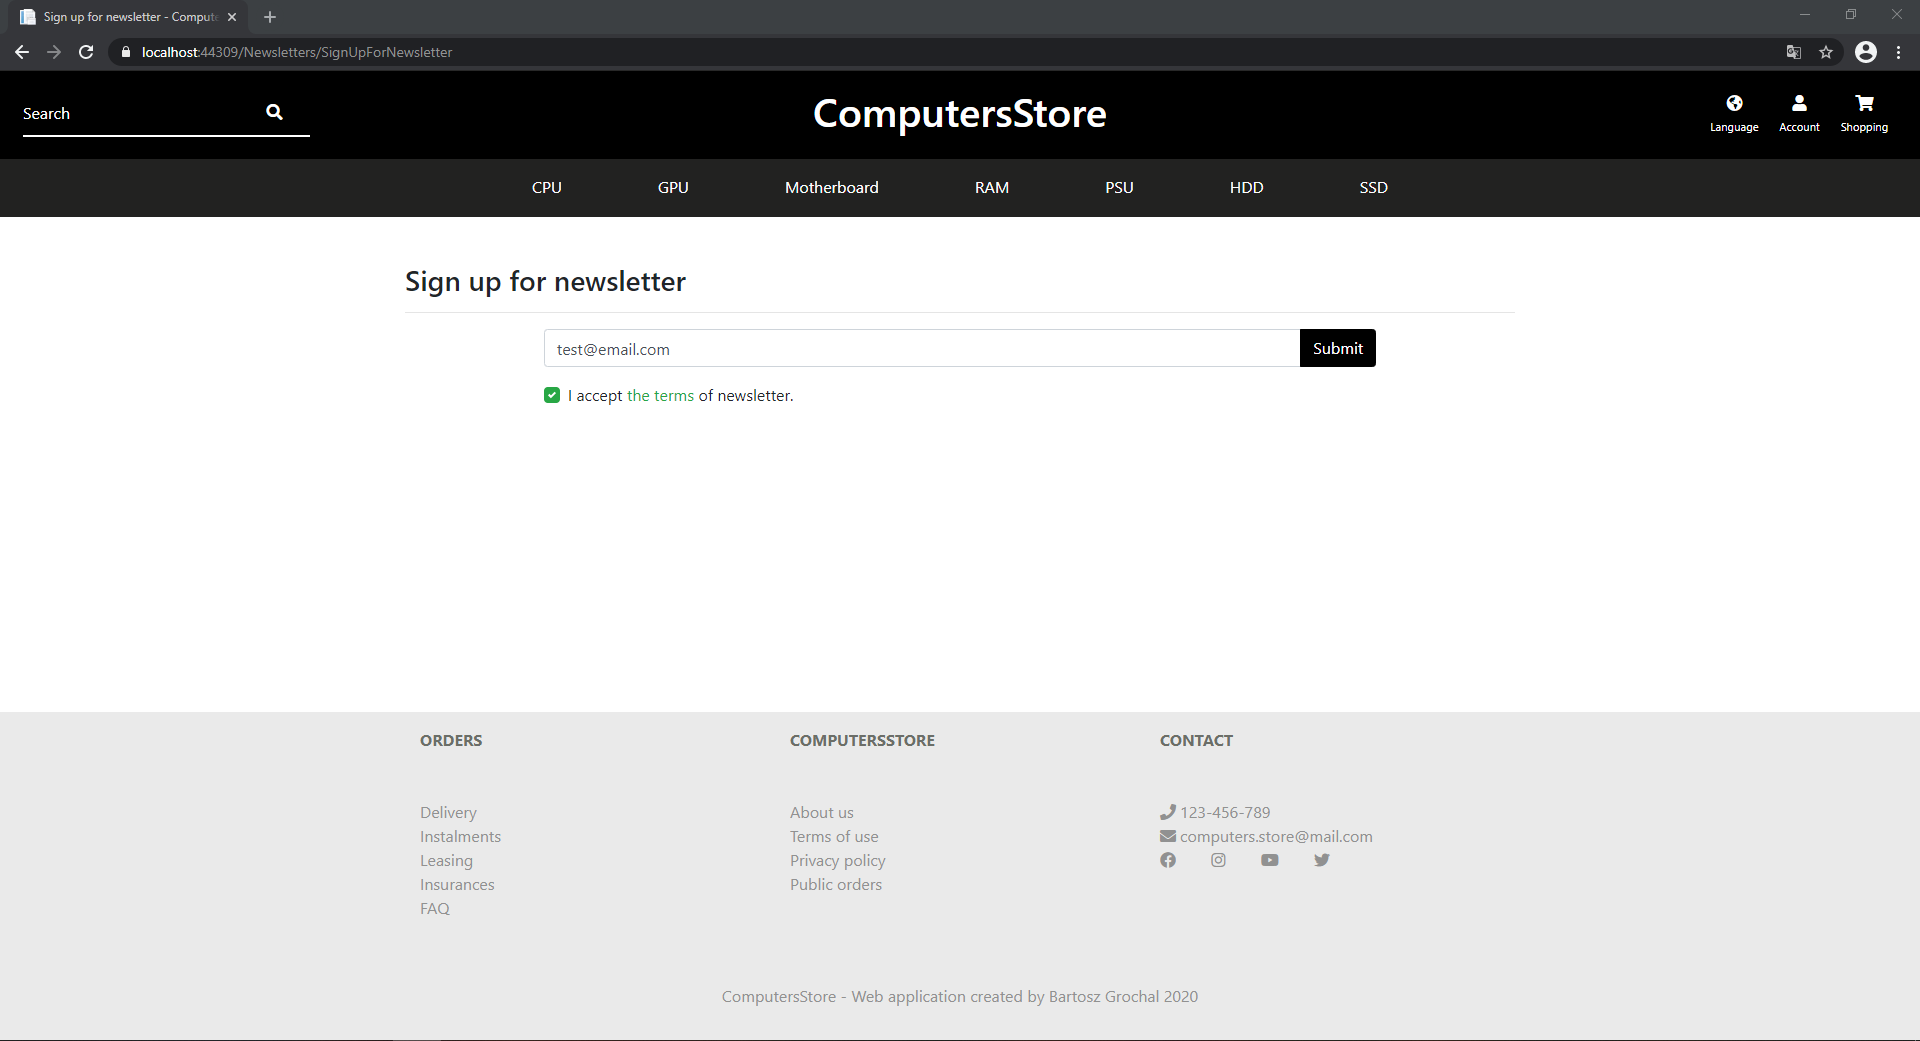 Sign up for newsletter - Compute
localhost:44309/Newsletters/SignUpForNewsletter
Search
ComputersStore
Language
Account
Shopping
CPU
GPU
Motherboard
RAM
PSU
HDD
SSD
Sign up for newsletter
test@email.com
Submit
I accept the terms of newsletter.
ORDERS
Delivery
Instalments
Leasing
Insurances
FAQ
COMPUTERSSTORE
About us
Terms of use
Privacy policy
Public orders
CONTACT
123-456-789
computers.store@mail.com
ComputersStore - Web application created by Bartosz Grochal 2020